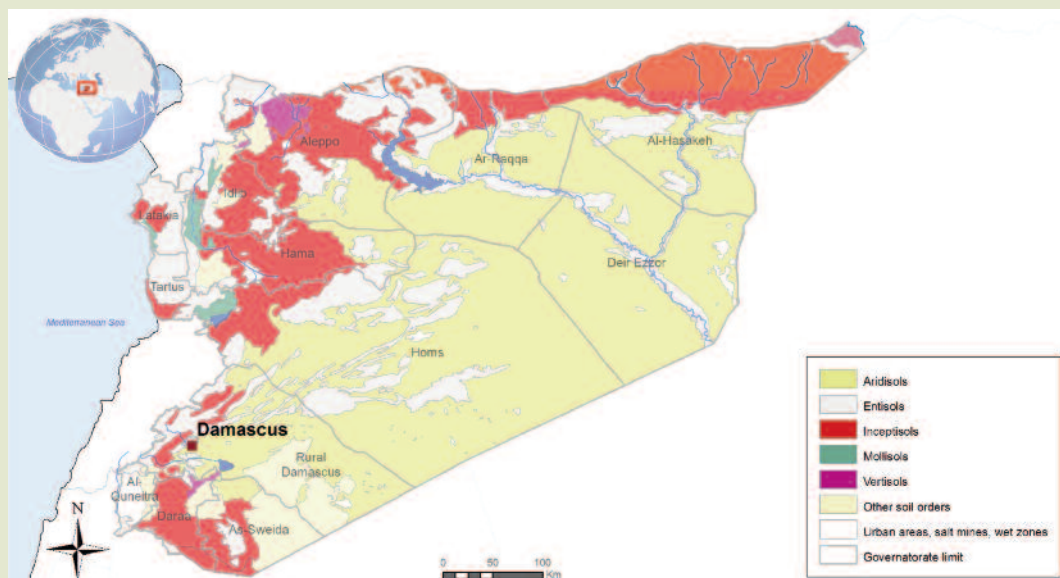 Aleppo
Al-Hasakeh
Ar-Raqqa
Idlib
Latakia
Hama
Deir Ezzor
Tartus
Mediterranean Sea
Homs
Damascus
Rural
Damascus
Al-
Quneitra
Daraa
As-Sweida
N
0
50
100
Km
Aridisols
Entisols
Inceptisols
Mollisols
Vertisols
Other soil orders
Urban areas, salt mines, wet zones
Governatorate limit